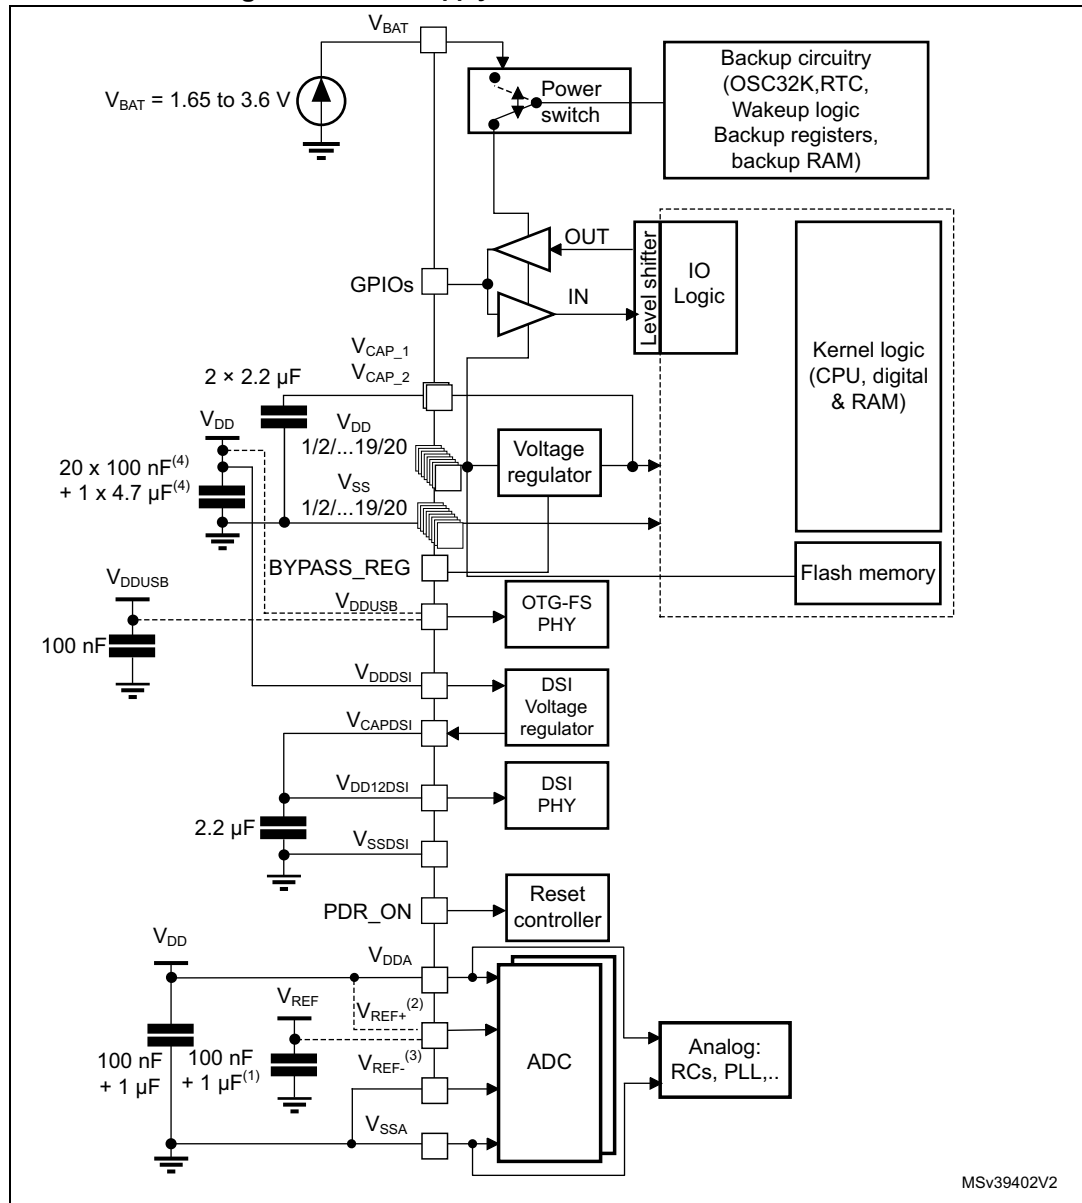 VBAT
VBAT = 1.65 to 3.6 V
Power
switch
Backup circuitry
(OSC32K,RTC,
Wakeup logic
Backup registers,
backup RAM)
GPIOs
OUT
IN
Level shifter
IO
Logic
Kernel logic
(CPU, digital
& RAM)
VCAP_1
VCAP_2
2 × 2.2 µF
VDD
20 x 100 nF(4)
+ 1 x 4.7 µF(4)
VDD
1/2/...19/20
VSS
1/2/...19/20
Voltage
regulator
BYPASS_REG
Flash memory
VDDUSB
100 nF
VDDUSB
OTG-FS
PHY
VDDDSI
DSI
Voltage
regulator
VCAPDSI
VDD12DSI
DSI
PHY
2.2 µF
VSSDSI
PDR_ON
Reset
controller
VDD
VDDA
VREF
VREF+(2)
VREF-(3)
100 nF
+ 1 µF
100 nF
+ 1 µF(1)
VSSA
ADC
Analog:
RCs, PLL,..
MSv39402V2